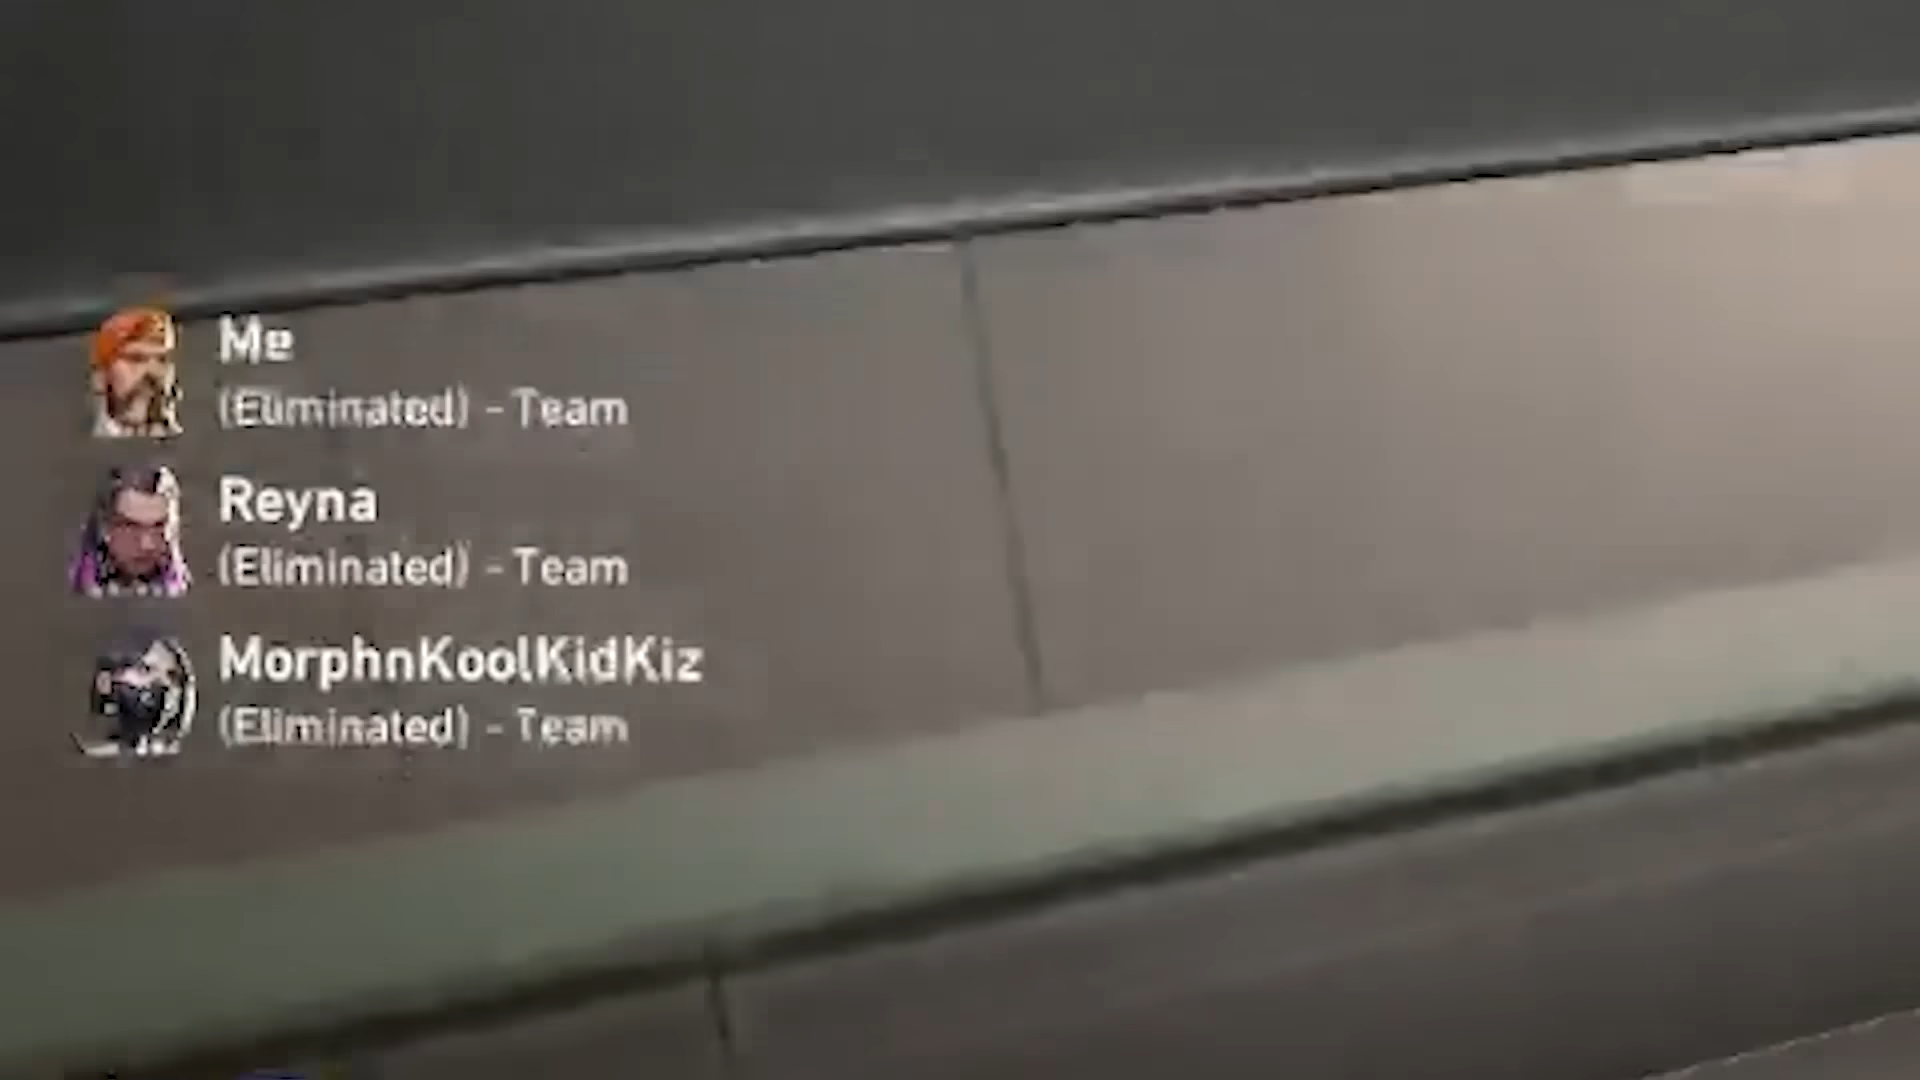 Me
(Eliminated) - Team
Reyna
(Eliminated) - Team
MorphnKoolKidKiz
(Eliminated) - Team